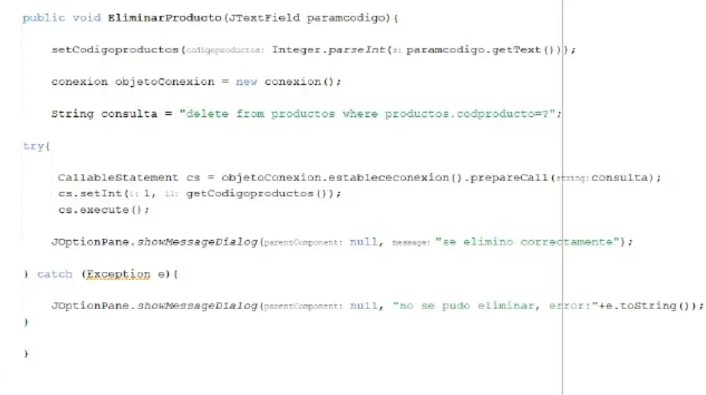 public void EliminarProducto(JTextField paramcodigo){
setCodigoproductos(codigoproductos: Integer.parseInt(s: paramcodigo.getText()));
conexion objetoConexion = new conexion();
String consulta = "delete from productos where productos.codproducto=?";
try{
CallableStatement cs = objetoConexion.establececonexion().prepareCall(string: consulta);
cs.setInt(i: 1, i1: getCodigoproductos());
cs.execute();
JOptionPane.showMessageDialog(parentComponent: null, message: "se elimino correctamente");
} catch (Exception e){
JOptionPane.showMessageDialog(parentComponent: null, "no se pudo eliminar, error:"+e.toString());
}
}